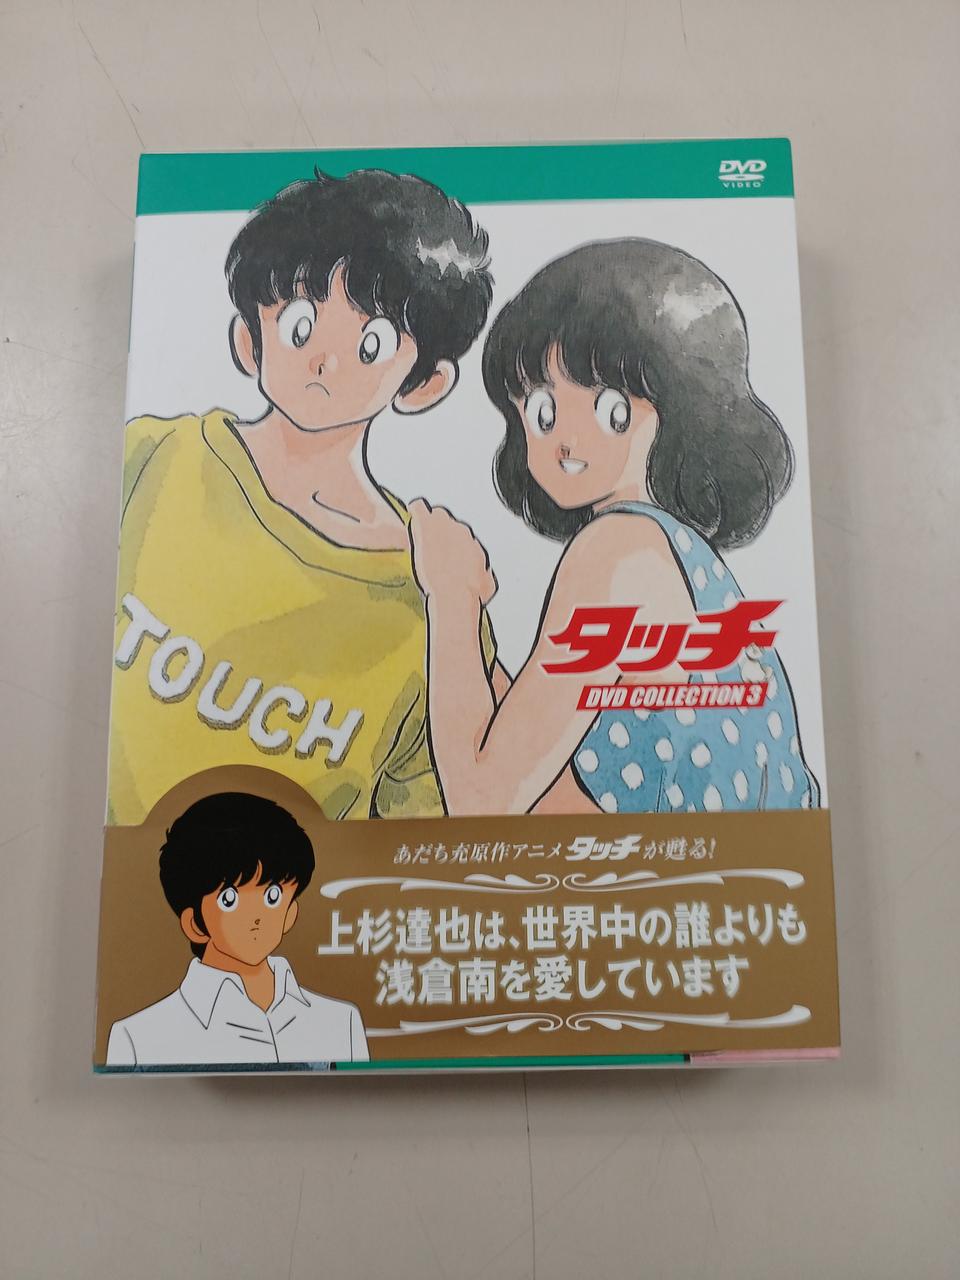 DVD
VIDEO
TOUCH
タッチ
DVD COLLECTION 3
あだち充原作アニメタッチが甦る!
上杉達也は、世界中の誰よりも
浅倉南を愛しています